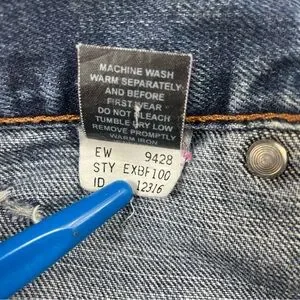 MACHINE WASH
WARM SEPARATELY
AND BEFORE
FIRST WEAR
DO NOT BLEACH
TUMBLE DRY LOW
REMOVE PROMPTLY
WARM IRON
EW 9428
STY EXBF100
ID 12316